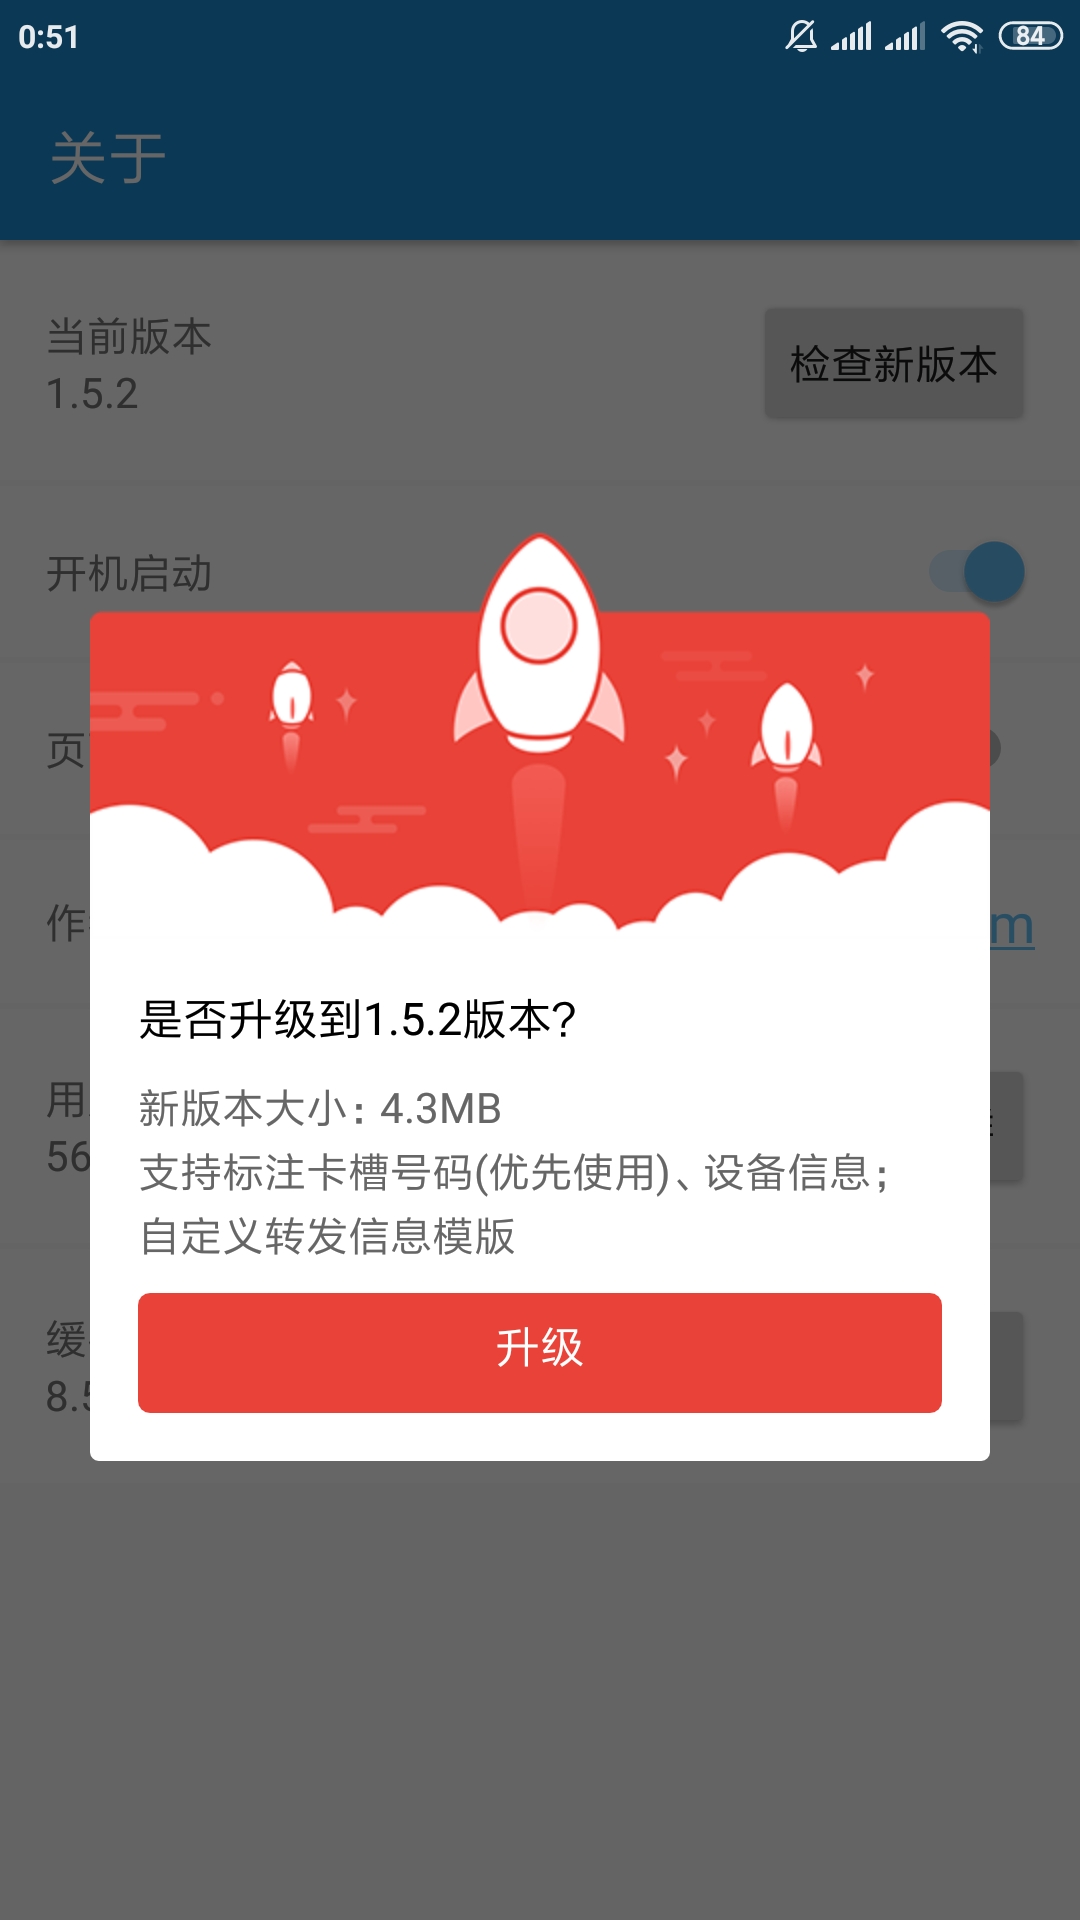 0:51
84
关于
当前版本
1.5.2
检查新版本
开机启动
页
作
m
是否升级到1.5.2版本?
新版本大小：4.3MB
支持标注卡槽号码(优先使用)、设备信息；
自定义转发信息模版
用
56
缓
8.5
升级